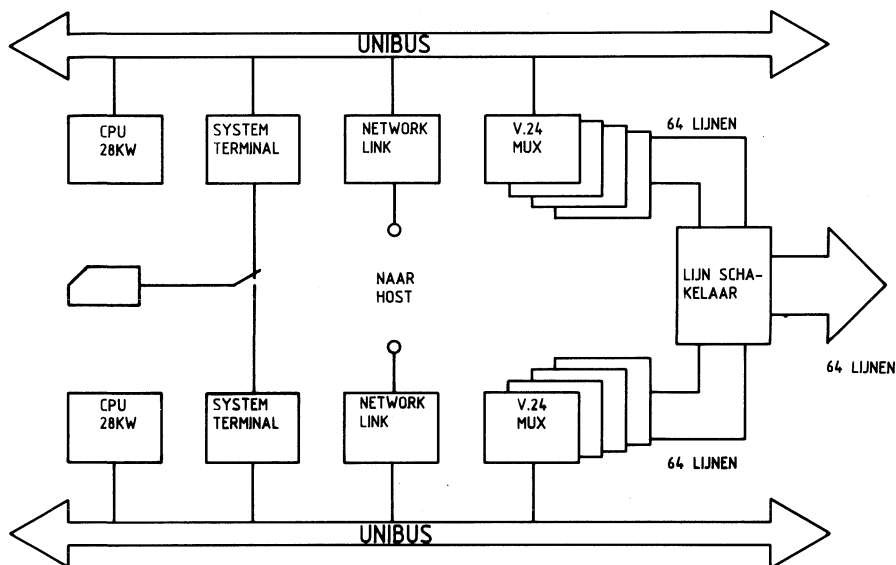 UNIBUS
CPU
28KW
SYSTEM
TERMINAL
NETWORK
LINK
V.24
MUX
64 LIJNEN
NAAR
HOST
LIJN SCHA-
KELAAR
64 LIJNEN
CPU
28KW
SYSTEM
TERMINAL
NETWORK
LINK
V.24
MUX
64 LIJNEN
UNIBUS